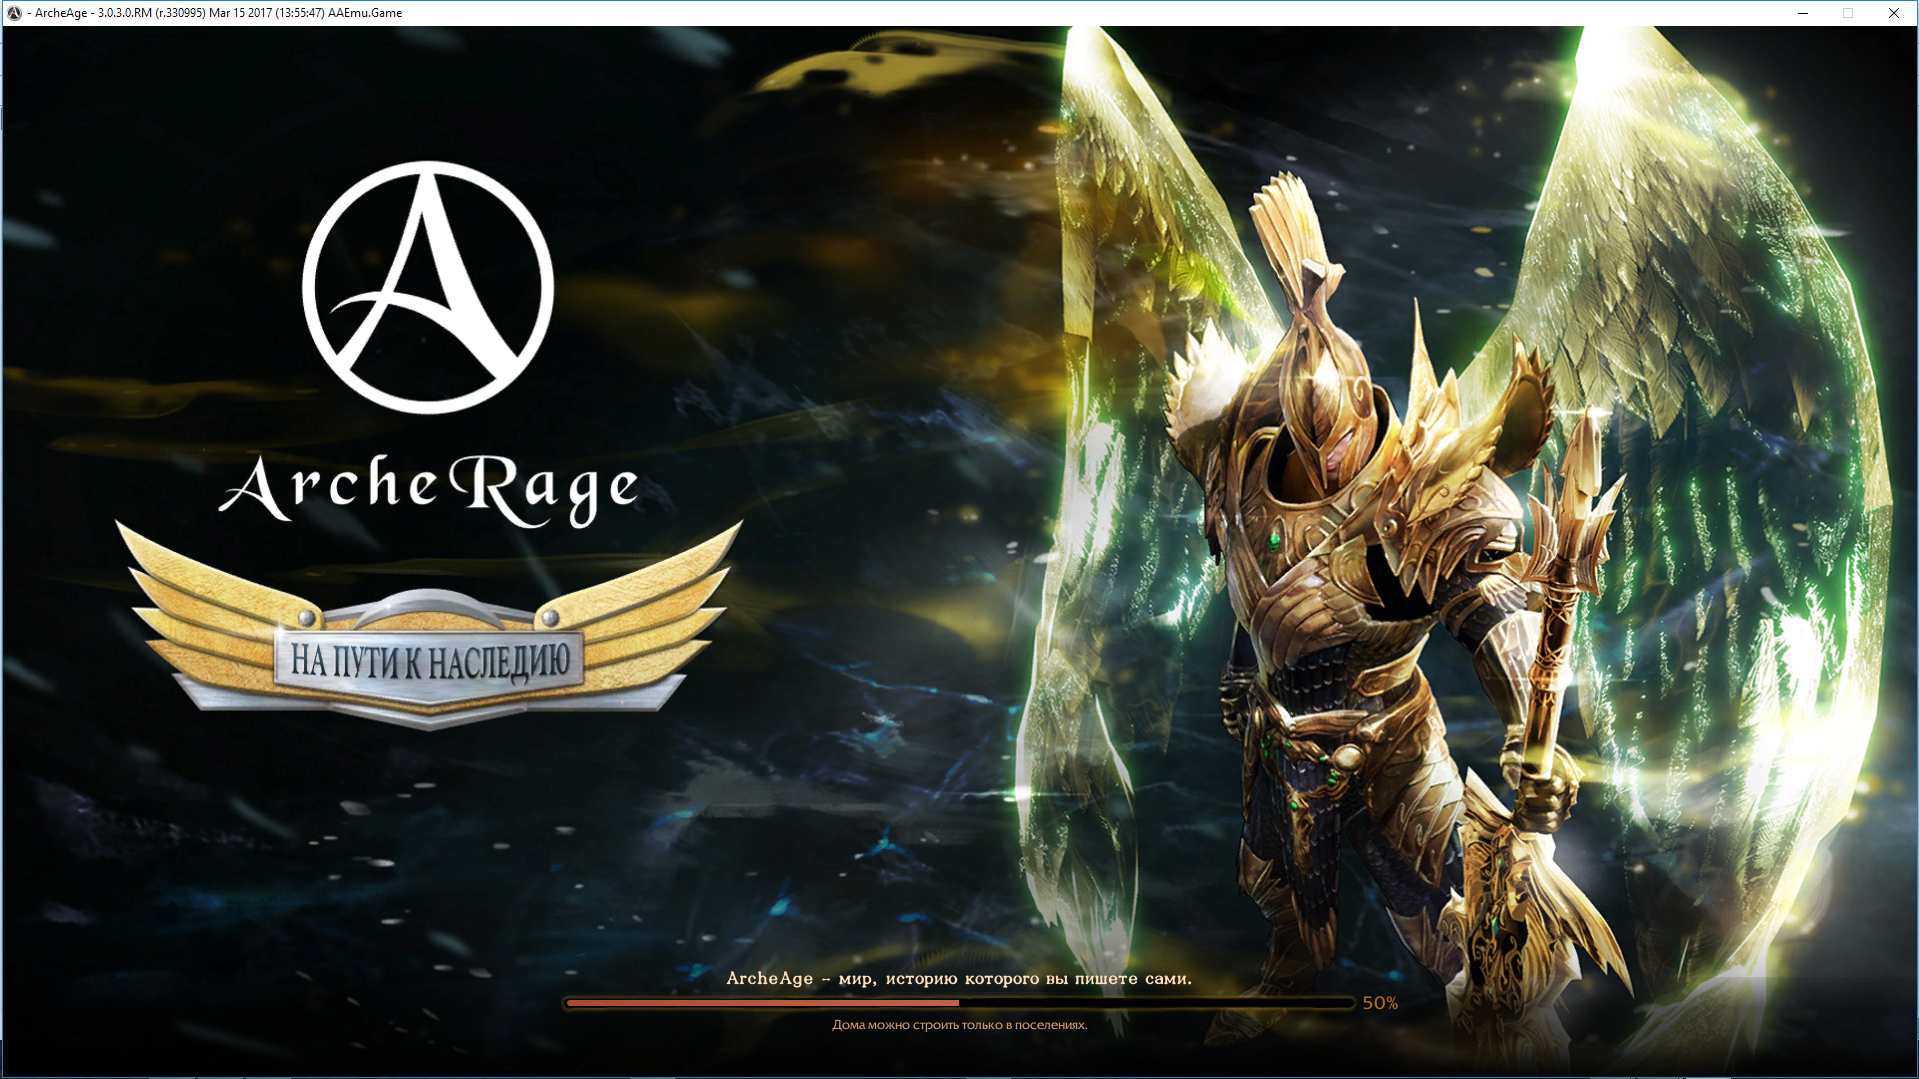 - ArcheAge - 3.0.3.0.RM (r.330995) Mar 15 2017 (13:55:47) AAEmu.Game
ArcheRage
НА ПУТИ К НАСЛЕДИЮ
ArcheAge - мир, историю которого вы пишете сами.
50%
Дома можно строить только в поселениях.